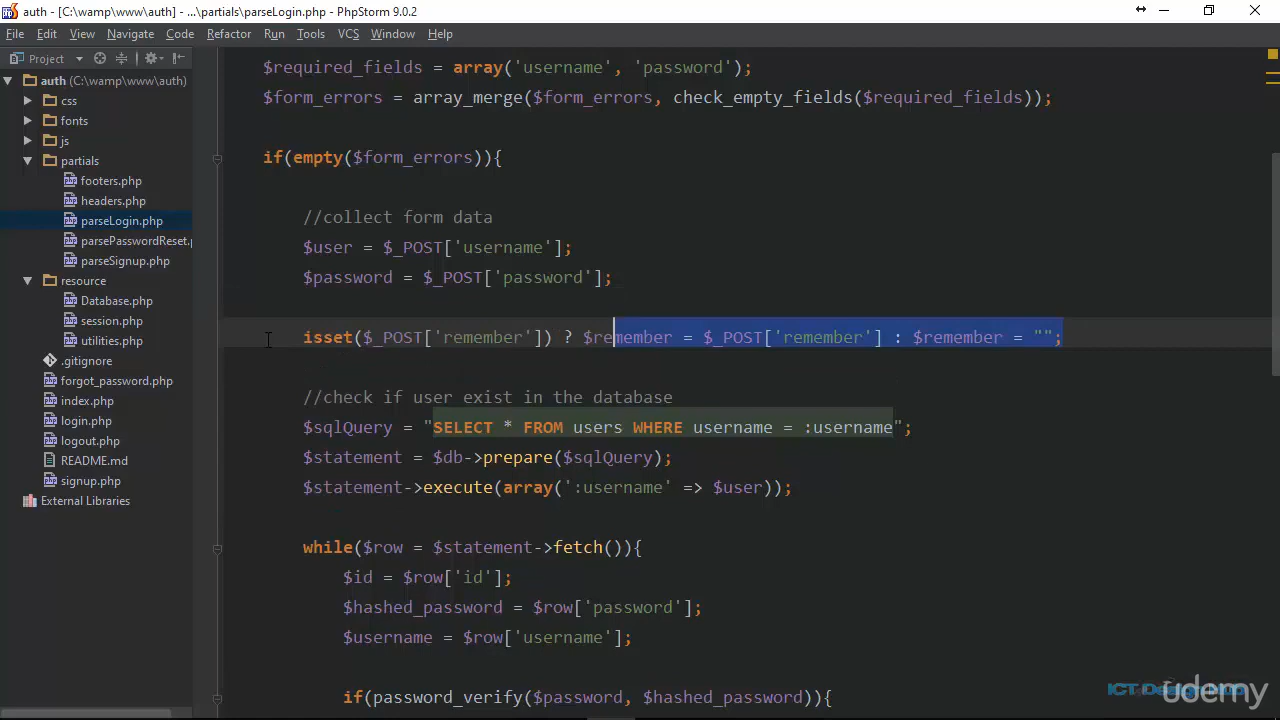 auth - [C:\wamp\www\auth] - ...\partials\parseLogin.php - PhpStorm 9.0.2
File Edit View Navigate Code Refactor Run Tools VCS Window Help
Project
auth (C:\wamp\www\auth)
css
fonts
js
partials
footers.php
headers.php
parseLogin.php
parsePasswordReset.p
parseSignup.php
resource
Database.php
session.php
utilities.php
.gitignore
forgot_password.php
index.php
login.php
logout.php
README.md
signup.php
External Libraries
$required_fields = array('username', 'password');
$form_errors = array_merge($form_errors, check_empty_fields($required_fields));
if(empty($form_errors)){
//collect form data
$user = $_POST['username'];
$password = $_POST['password'];
isset($_POST['remember']) ? $remember = $_POST['remember'] : $remember = "";
//check if user exist in the database
$sqlQuery = "SELECT * FROM users WHERE username = :username";
$statement = $db->prepare($sqlQuery);
$statement->execute(array(':username' => $user));
while($row = $statement->fetch()){
$id = $row['id'];
$hashed_password = $row['password'];
$username = $row['username'];
if(password_verify($password, $hashed_password)){
ICT Design Hub
udemy